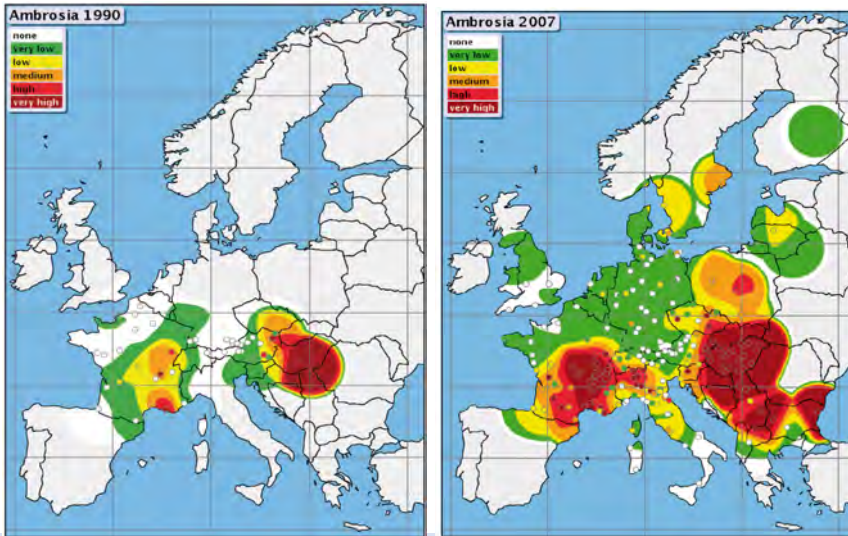 Ambrosia 1990
none
very low
low
medium
high
very high
Ambrosia 2007
none
very low
low
medium
high
very high